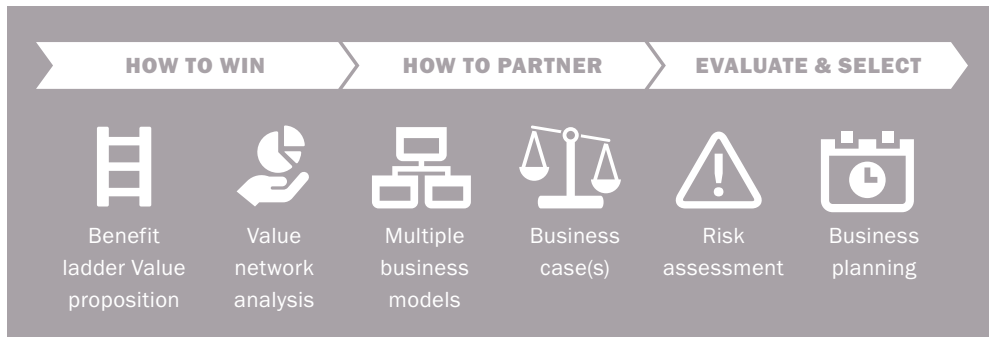 HOW TO WIN
HOW TO PARTNER
EVALUATE & SELECT
Benefit
ladder Value
proposition
Value
network
analysis
Multiple
business
models
Business
case(s)
Risk
assessment
Business
planning